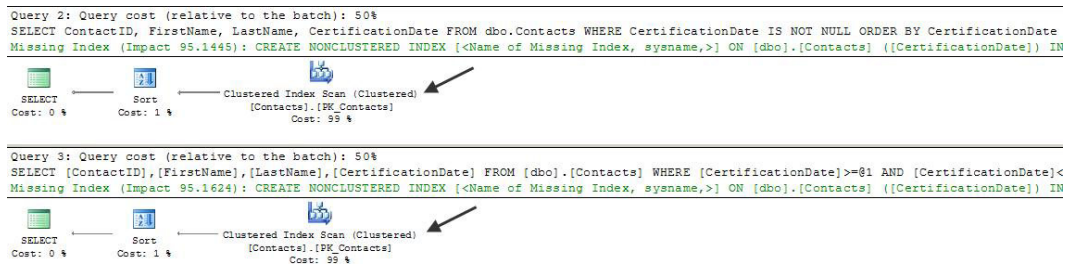 Query 2: Query cost (relative to the batch): 50%
SELECT ContactID, FirstName, LastName, CertificationDate FROM dbo.Contacts WHERE CertificationDate IS NOT NULL ORDER BY CertificationDate
Missing Index (Impact 95.1445): CREATE NONCLUSTERED INDEX [<Name of Missing Index, sysname,>] ON [dbo].[Contacts] ([CertificationDate]) IN
SELECT
Cost: 0 %
Sort
Cost: 1 %
Clustered Index Scan (Clustered)
[Contacts].[PK_Contacts]
Cost: 99 %
Query 3: Query cost (relative to the batch): 50%
SELECT [ContactID],[FirstName],[LastName],[CertificationDate] FROM [dbo].[Contacts] WHERE [CertificationDate]>=@1 AND [CertificationDate]<
Missing Index (Impact 95.1624): CREATE NONCLUSTERED INDEX [<Name of Missing Index, sysname,>] ON [dbo].[Contacts] ([CertificationDate]) IN
SELECT
Cost: 0 %
Sort
Cost: 1 %
Clustered Index Scan (Clustered)
[Contacts].[PK_Contacts]
Cost: 99 %